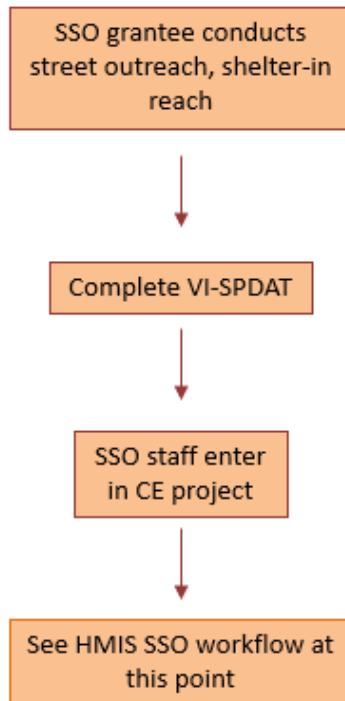 SSO grantee conducts
street outreach, shelter-in
reach
Complete VI-SPDAT
SSO staff enter
in CE project
See HMIS SSO workflow at
this point